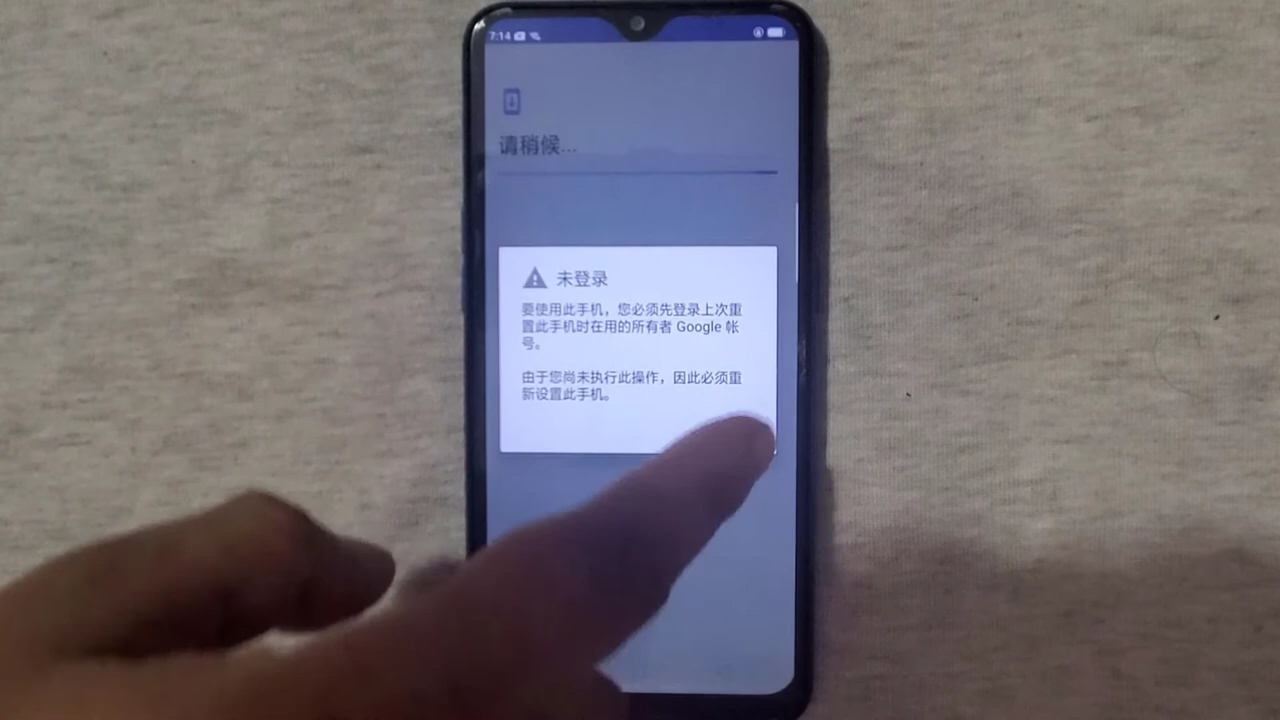 7:14
请稍候...
未登录
要使用此手机，您必须先登录上次重
置此手机时在用的所有者 Google 帐
号。
由于您尚未执行此操作，因此必须重
新设置此手机。